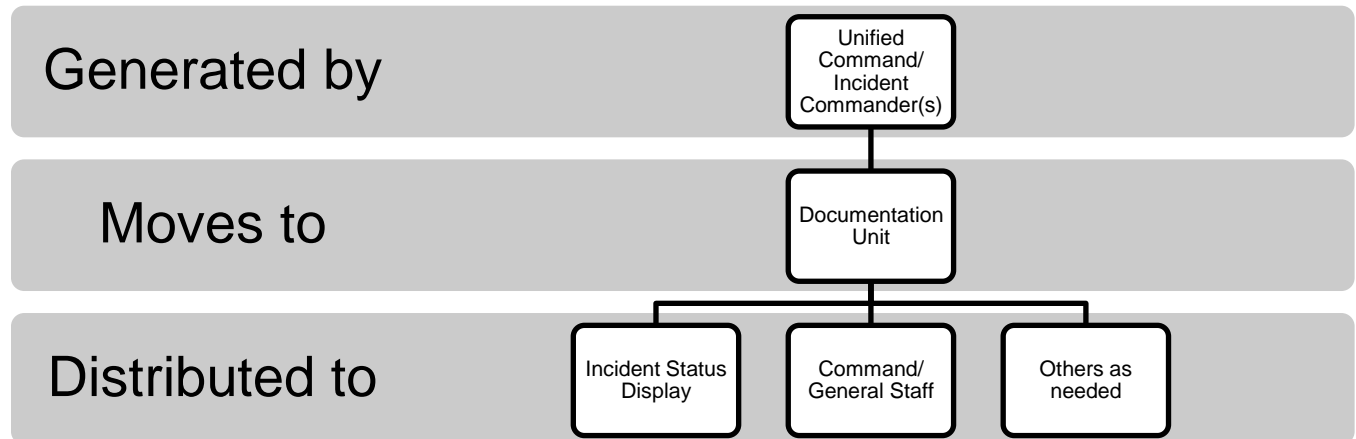 Generated by
Unified
Command/
Incident
Commander(s)
Moves to
Documentation
Unit
Distributed to
Incident Status
Display
Command/
General Staff
Others as
needed